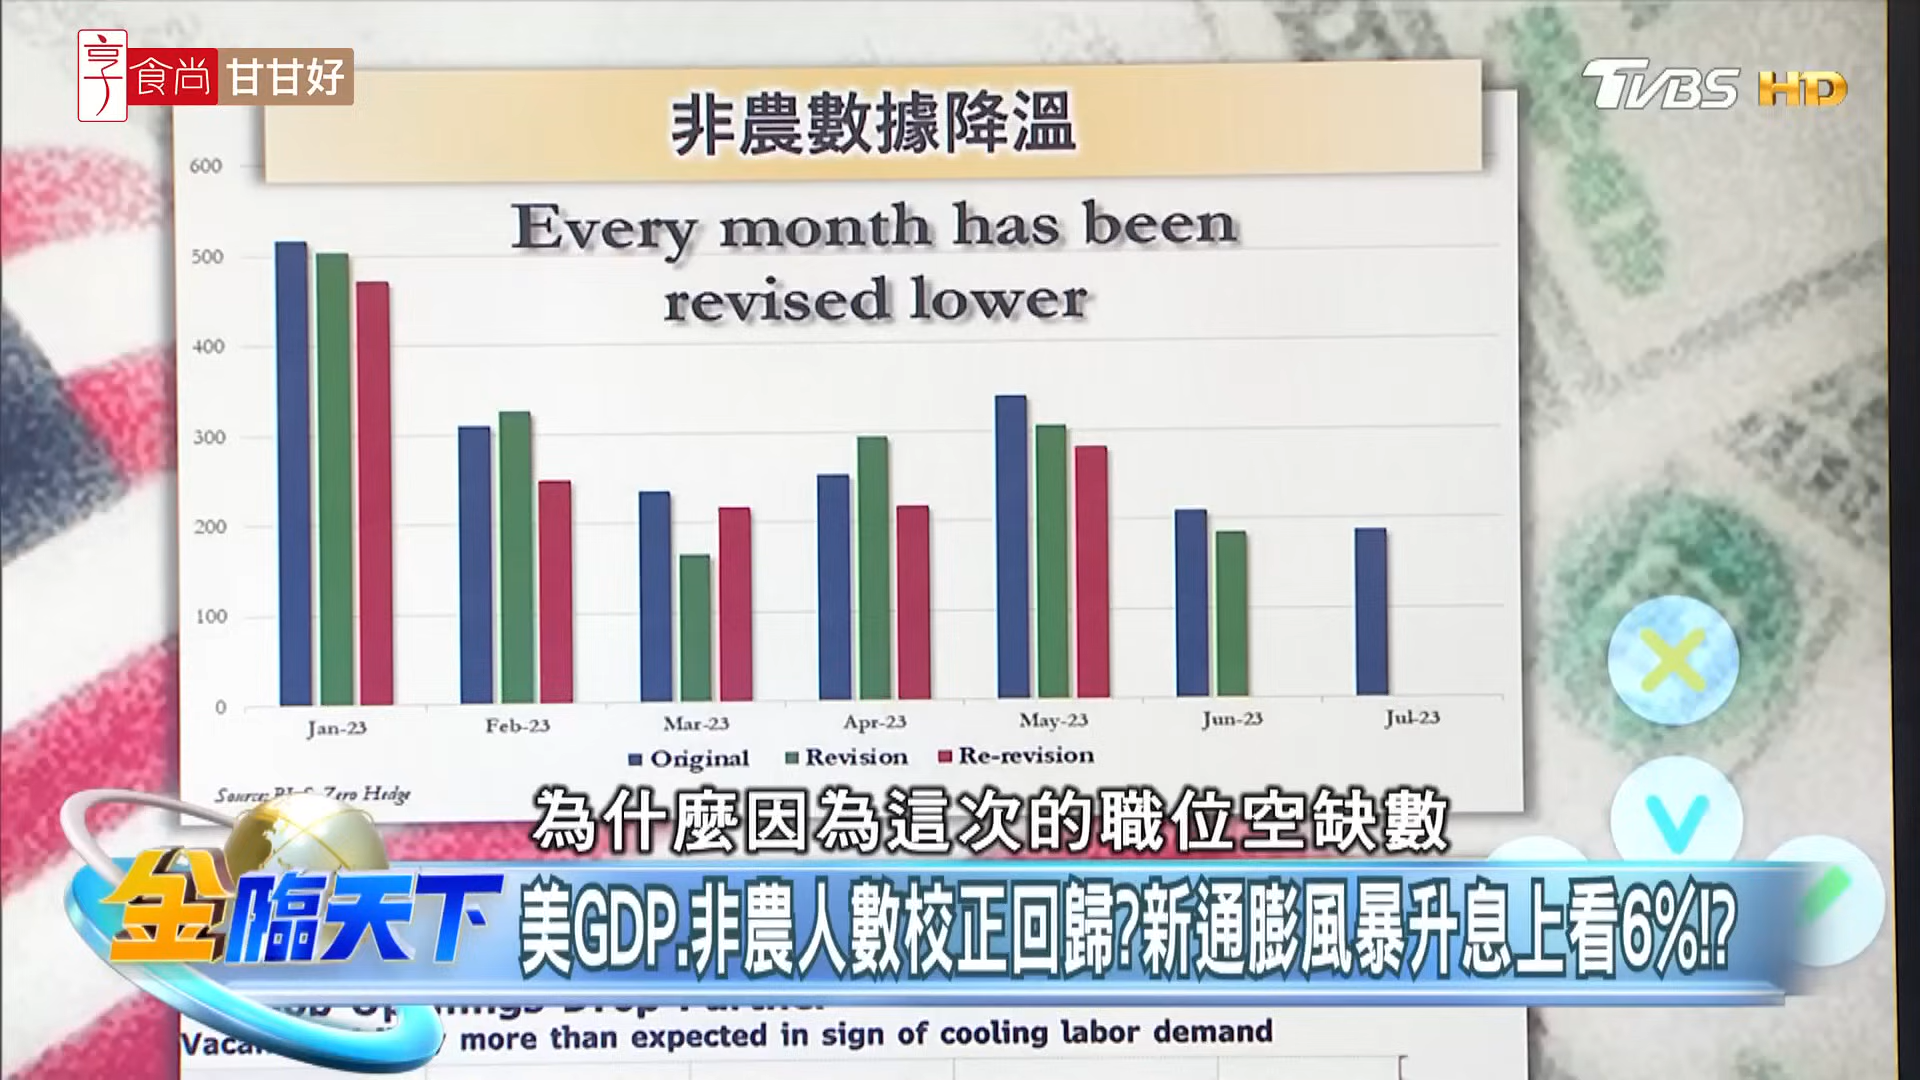 享食尚 甘甘好
TVBS HD
非農數據降溫
Every month has been
revised lower
600
500
400
300
200
100
0
Jan-23 Feb-23 Mar-23 Apr-23 May-23 Jun-23 Jul-23
Original Revision Re-revision
Zero Hedge
為什麼因為這次的職位空缺數
金臨天下
美GDP.非農人數校正回歸?新通膨風暴升息上看6%!?
more than expected in sign of cooling labor demand